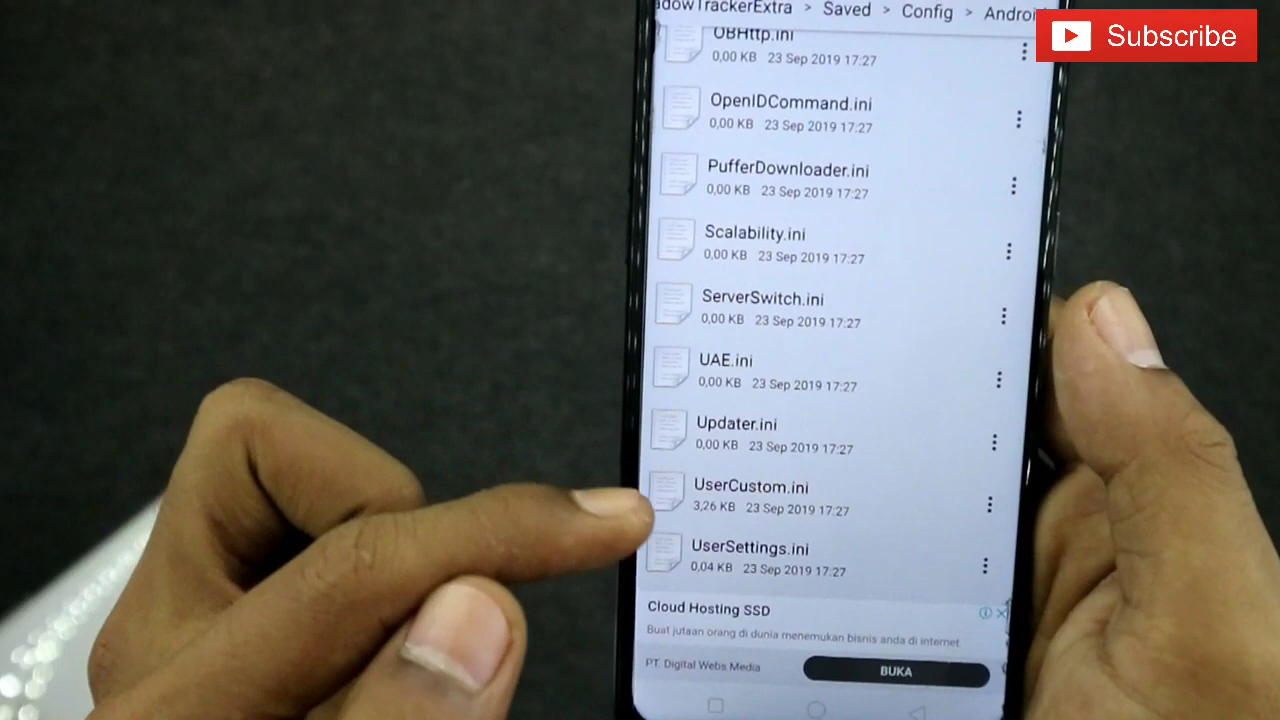 dowTrackerExtra > Saved > Config >
Subscribe
OBHttp.ini
0,00 KB 23 Sep 2019 17:27
OpenIDCommand.ini
0,00 KB 23 Sep 2019 17:27
PufferDownloader.ini
0,00 KB 23 Sep 2019 17:27
Scalability.ini
0,00 KB 23 Sep 2019 17:27
ServerSwitch.ini
0,00 KB 23 Sep 2019 17:27
UAE.ini
0,00 KB 23 Sep 2019 17:27
Updater.ini
0,00 KB 23 Sep 2019 17:27
UserCustom.ini
3,26 KB 23 Sep 2019 17:27
UserSettings.ini
0,04 KB 23 Sep 2019 17:27
Cloud Hosting SSD
Buat jutaan orang di dunia menemukan bisnis anda di internet.
PT. Digital Webs Media
BUKA